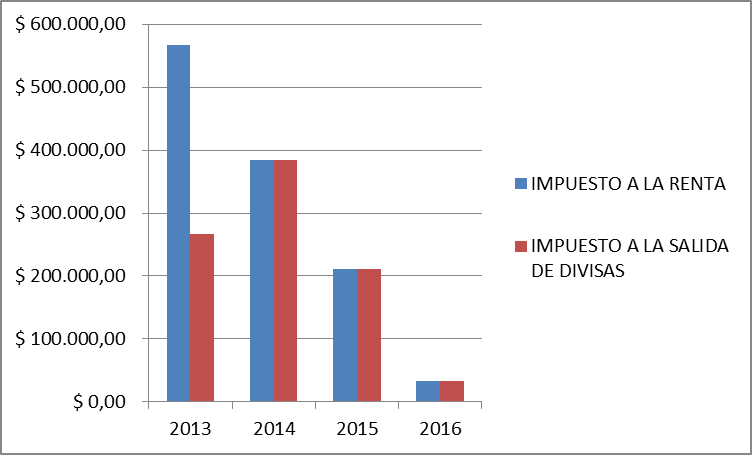 $ 600.000,00
$ 500.000,00
$ 400.000,00
$ 300.000,00
$ 200.000,00
$ 100.000,00
$ 0,00
2013 2014 2015 2016
IMPUESTO A LA RENTA
IMPUESTO A LA SALIDA
DE DIVISAS